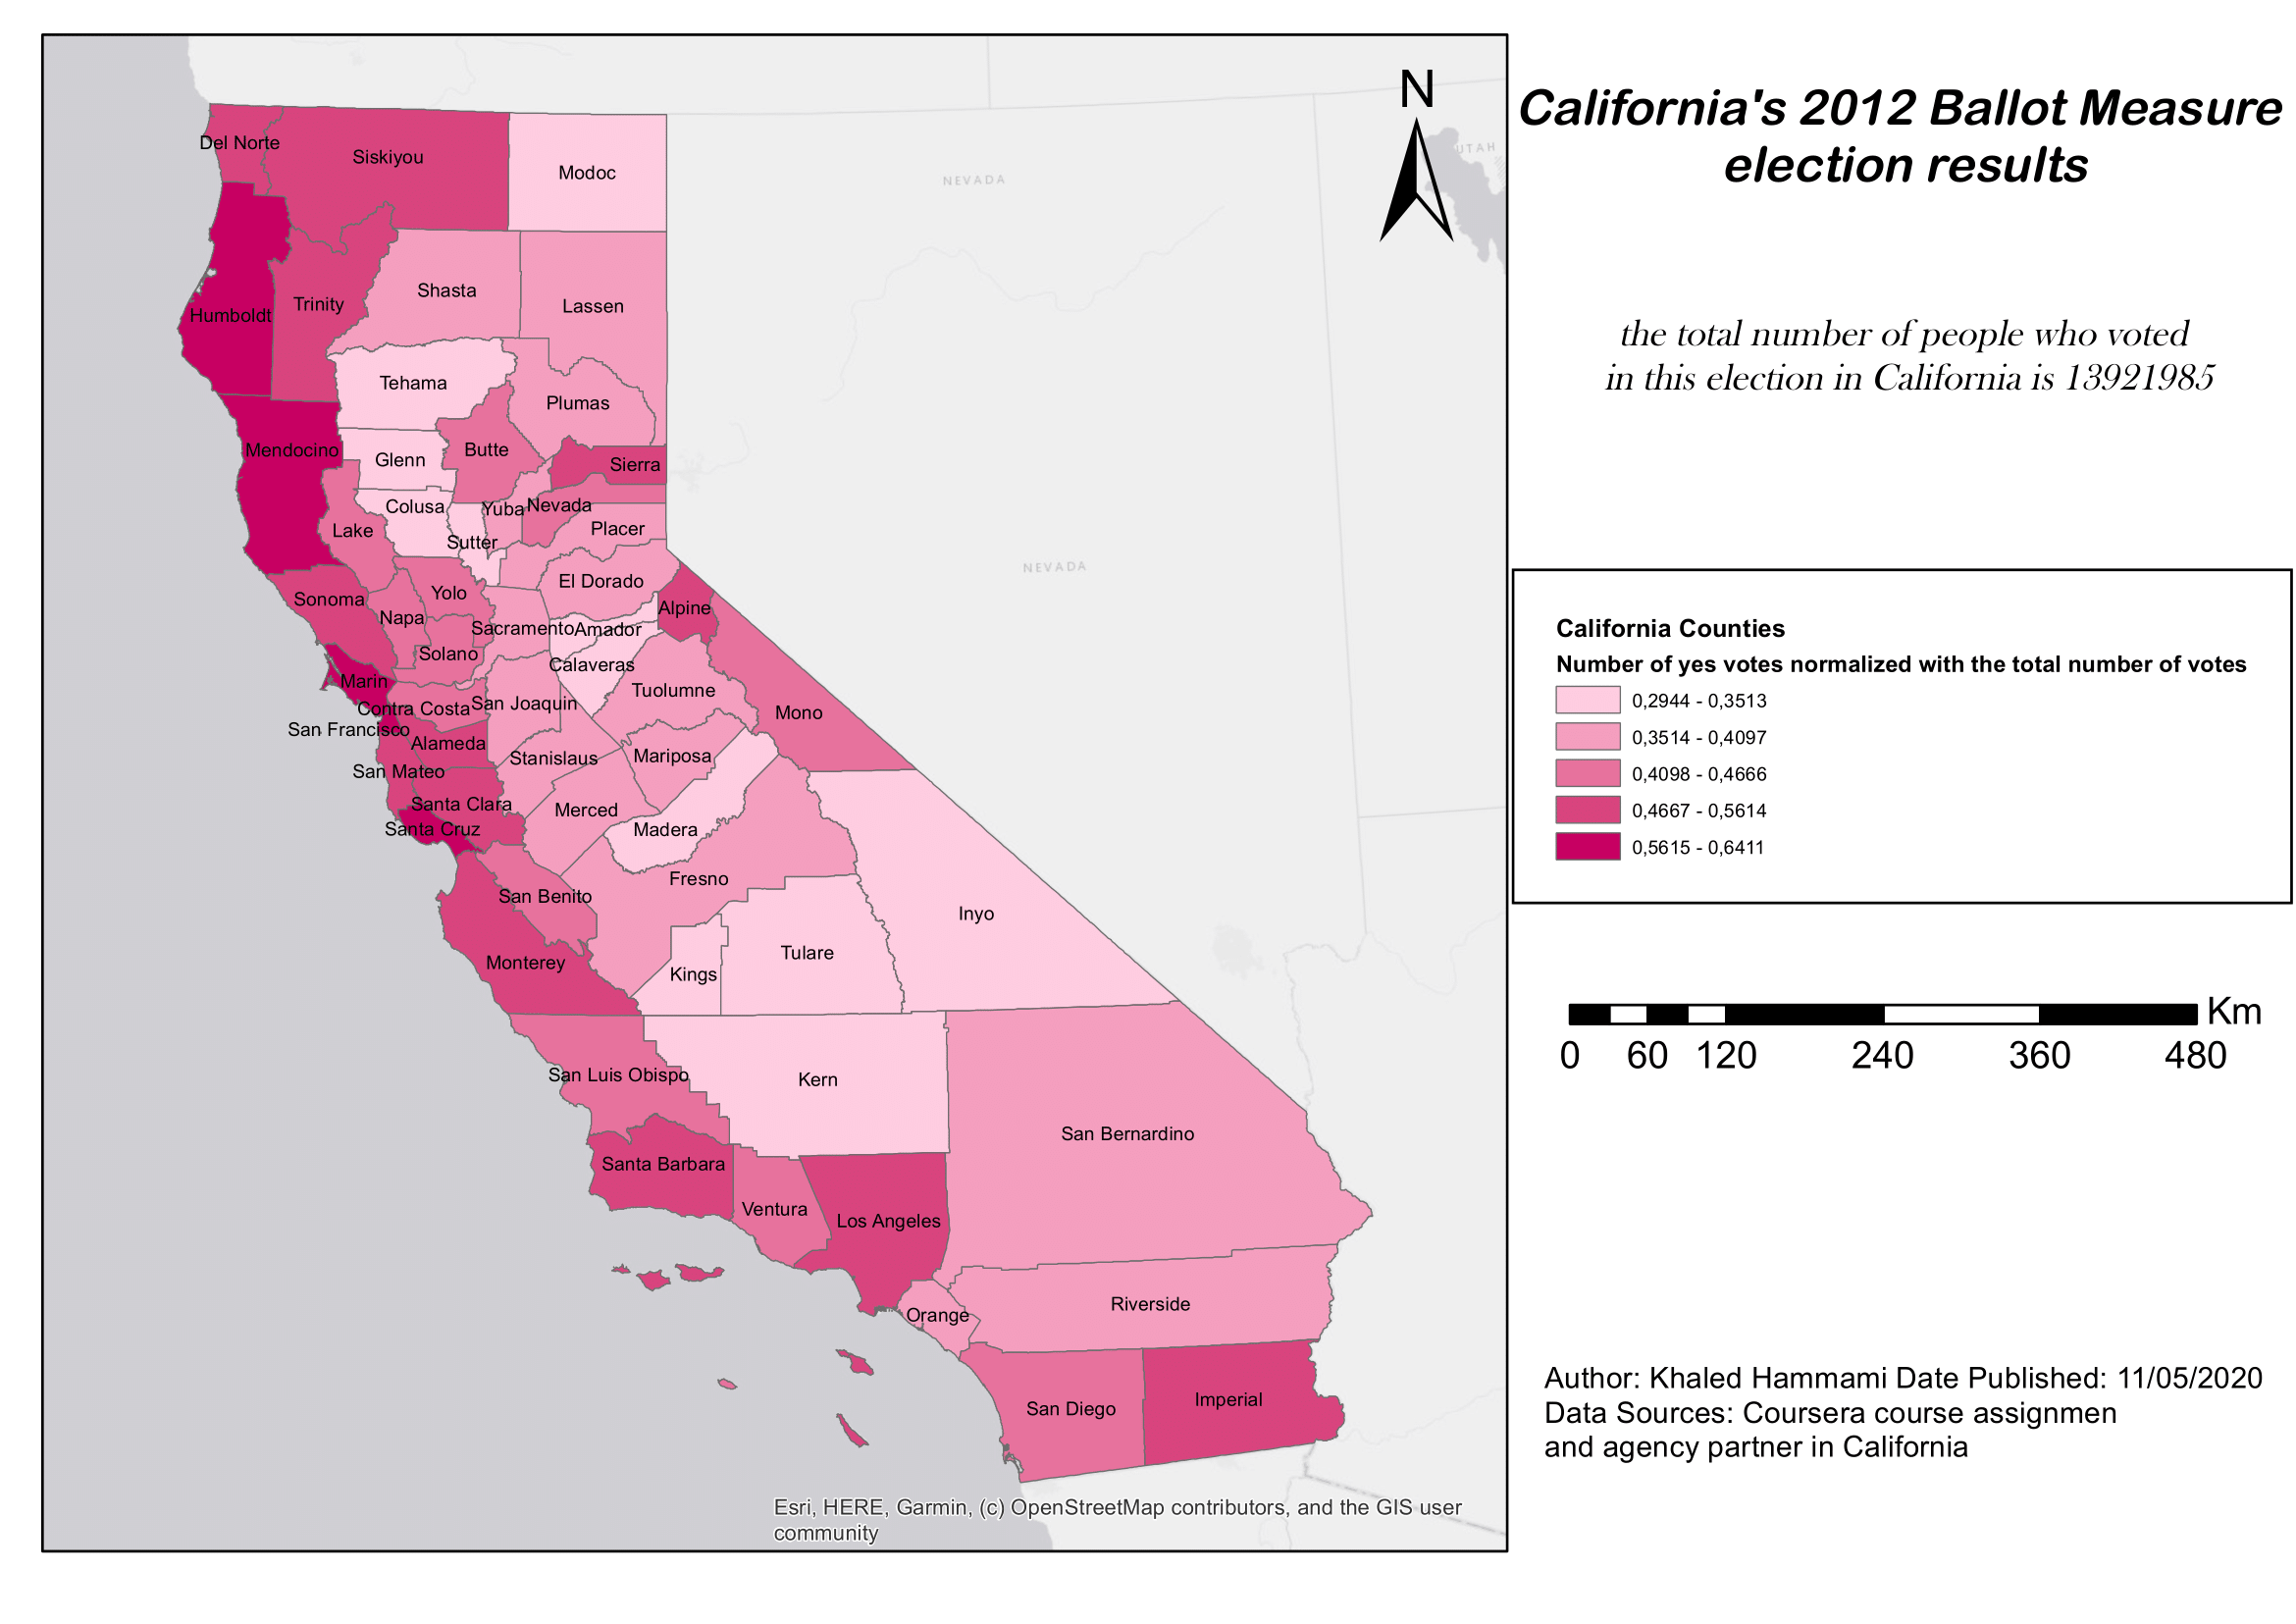 California's 2012 Ballot Measure
election results
the total number of people who voted
in this election in California is 13921985
N
UTAH
NEVADA
NEVADA
Del Norte
Siskiyou
Modoc
Shasta
Lassen
Trinity
Humboldt
Tehama
Plumas
Mendocino
Glenn
Butte
Sierra
Colusa
Yuba
Nevada
Lake
Sutter
Placer
El Dorado
Sonoma
Yolo
Napa
Alpine
Sacramento
Amador
Solano
Calaveras
Marin
Tuolumne
Contra Costa
San Joaquin
Mono
San Francisco
Alameda
Stanislaus
Mariposa
San Mateo
Santa Clara
Merced
Santa Cruz
Madera
Fresno
San Benito
Inyo
Monterey
Kings
Tulare
San Luis Obispo
Kern
San Bernardino
Santa Barbara
Ventura
Los Angeles
Orange
Riverside
San Diego
Imperial
Esri, HERE, Garmin, (c) OpenStreetMap contributors, and the GIS user
community
California Counties
Number of yes votes normalized with the total number of votes
0,2944 - 0,3513
0,3514 - 0,4097
0,4098 - 0,4666
0,4667 - 0,5614
0,5615 - 0,6411
Km
0 60 120 240 360 480
Author: Khaled Hammami Date Published: 11/05/2020
Data Sources: Coursera course assignmen
and agency partner in California